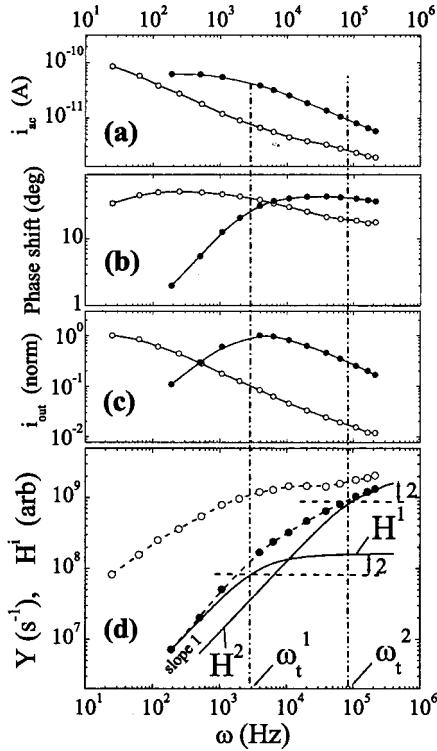 10^1 10^2 10^3 10^4 10^5 10^6
10^-10
10^-11
i_ac (A)
(a)
10
1
Phase shift (deg)
(b)
10^0
10^-1
10^-2
i_out (norm)
(c)
10^9
10^8
10^7
Y (s^-1), H^i (arb)
(d)
2
H^1
2
slope 1
H^2
ω_t^1
ω_t^2
10^1 10^2 10^3 10^4 10^5 10^6
ω (Hz)